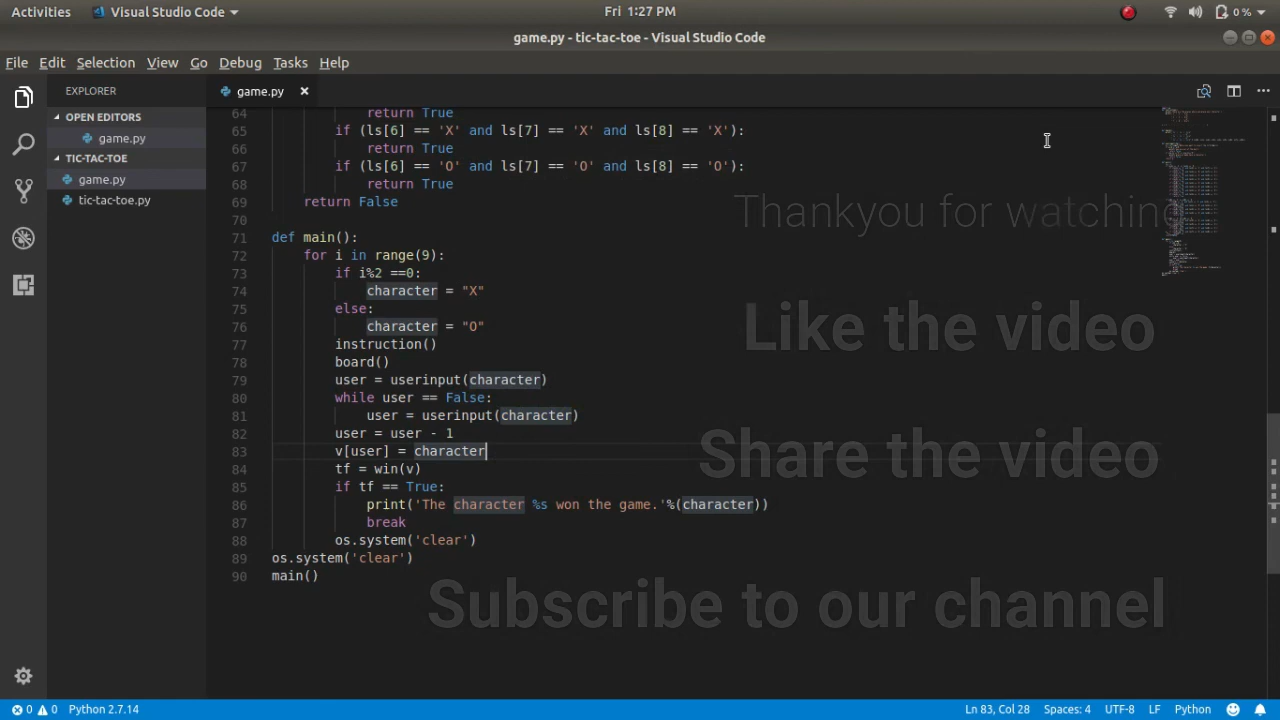 Activities Visual Studio Code Fri 1:27 PM 0 %
game.py - tic-tac-toe - Visual Studio Code
File Edit Selection View Go Debug Tasks Help
EXPLORER
OPEN EDITORS
game.py
TIC-TAC-TOE
game.py
tic-tac-toe.py
game.py ×
64 return True
65 if (ls[6] == 'X' and ls[7] == 'X' and ls[8] == 'X'):
66 return True
67 if (ls[6] == 'O' and ls[7] == 'O' and ls[8] == 'O'):
68 return True
69 return False
70
71 def main():
72 for i in range(9):
73 if i%2 ==0:
74 character = "X"
75 else:
76 character = "O"
77 instruction()
78 board()
79 user = userinput(character)
80 while user == False:
81 user = userinput(character)
82 user = user - 1
83 v[user] = character
84 tf = win(v)
85 if tf == True:
86 print('The character %s won the game.'%(character))
87 break
88 os.system('clear')
89 os.system('clear')
90 main()
Thankyou for watching
Like the video
Share the video
Subscribe to our channel
0 0 Python 2.7.14 Ln 83, Col 28 Spaces: 4 UTF-8 LF Python